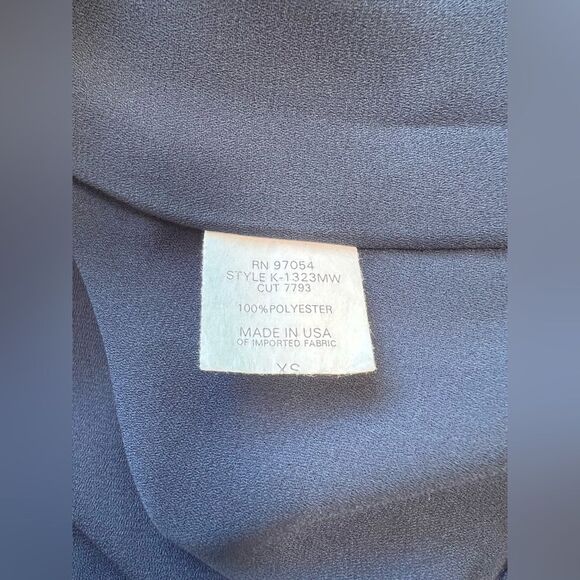 RN 97054
STYLE K-1323MW
CUT 7793
100%POLYESTER
MADE IN USA
OF IMPORTED FABRIC
XS